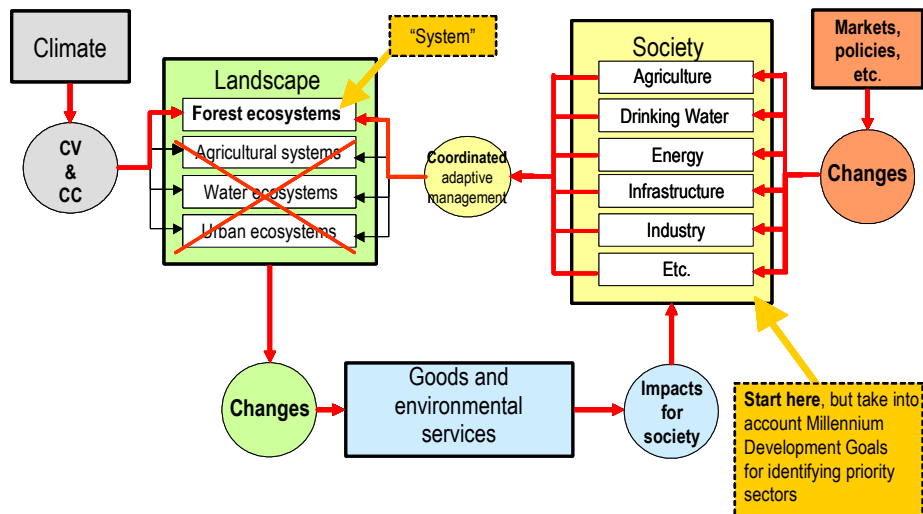 Climate
"System"
Society
Markets,
policies,
etc.
Landscape
Agriculture
Forest ecosystems
Drinking Water
CV
&
CC
Agricultural systems
Coordinated
adaptive
management
Energy
Changes
Water ecosystems
Infrastructure
Urban ecosystems
Industry
Etc.
Changes
Goods and
environmental
services
Impacts for
society
Start here, but take into
account Millennium
Development Goals
for identifying priority
sectors